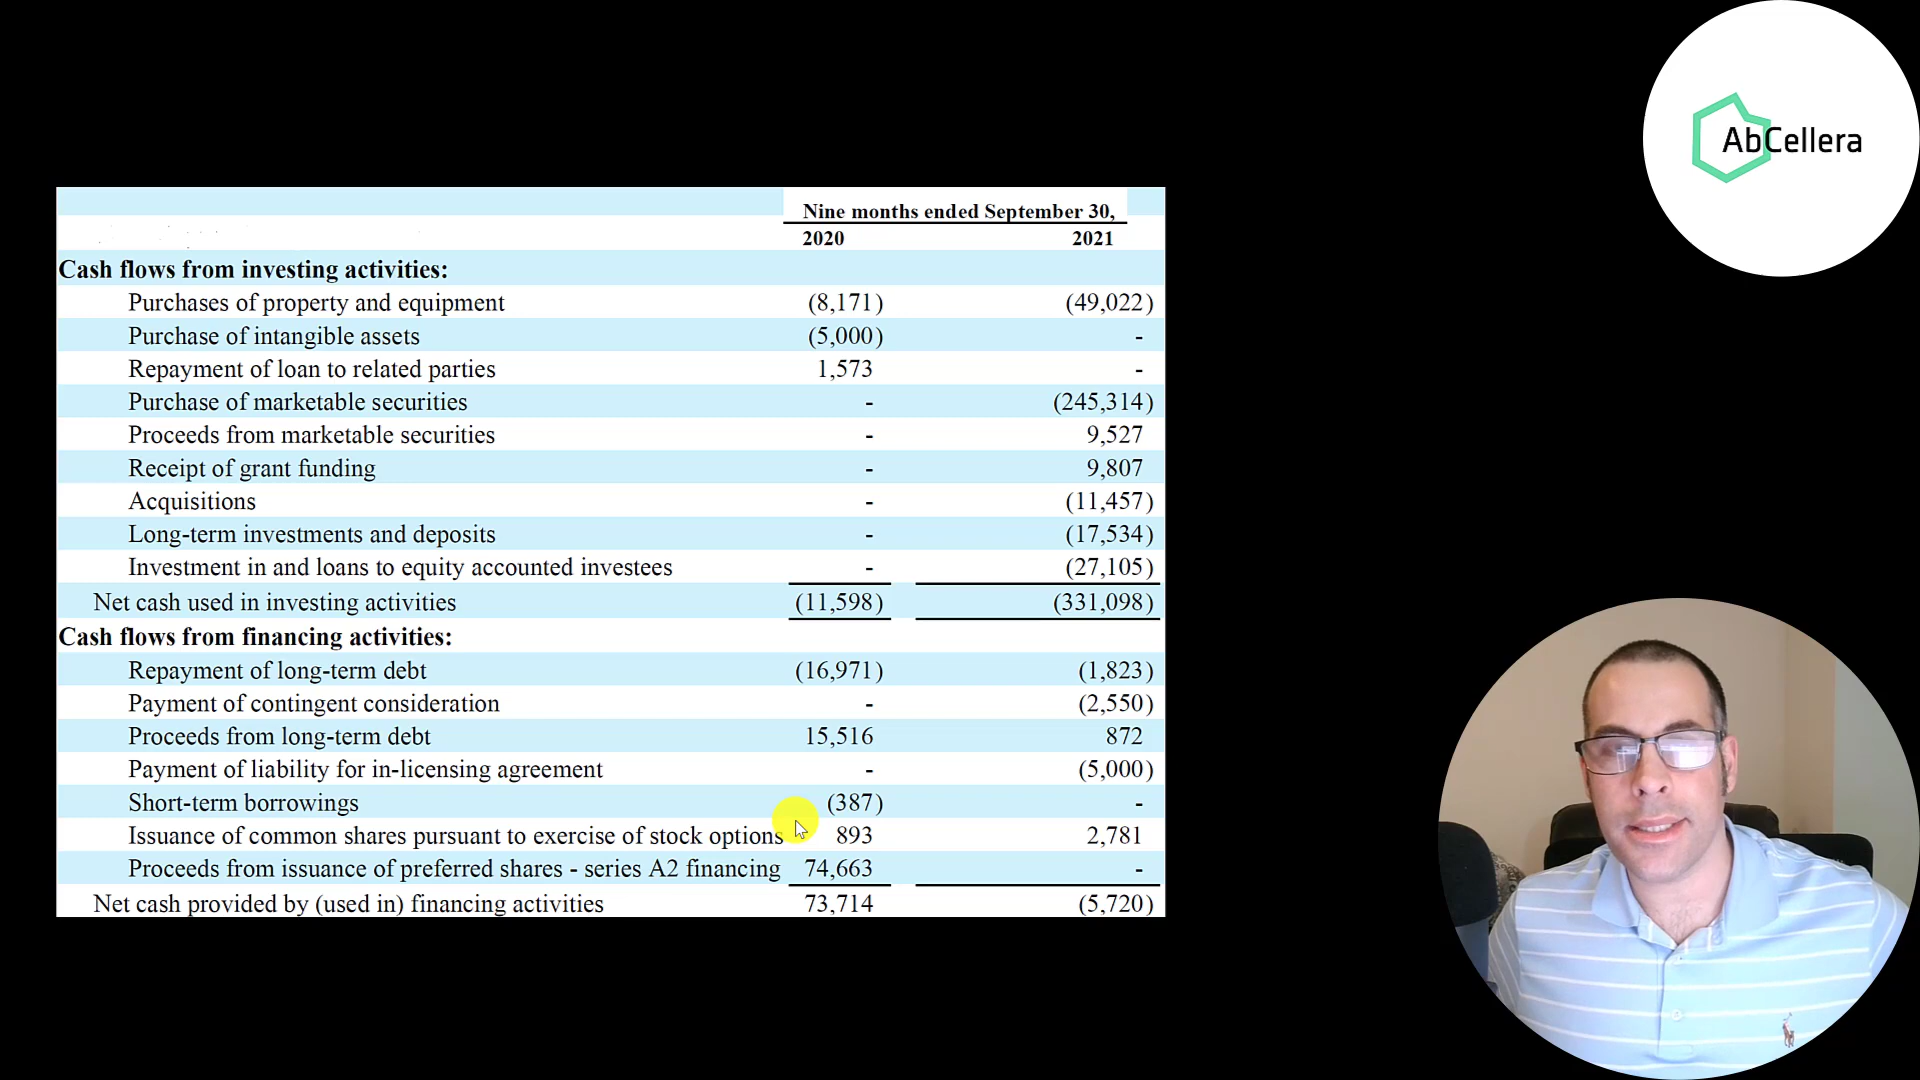 AbCellera
Nine months ended September 30,
2020 2021
Cash flows from investing activities:
Purchases of property and equipment (8,171) (49,022)
Purchase of intangible assets (5,000) -
Repayment of loan to related parties 1,573 -
Purchase of marketable securities - (245,314)
Proceeds from marketable securities - 9,527
Receipt of grant funding - 9,807
Acquisitions - (11,457)
Long-term investments and deposits - (17,534)
Investment in and loans to equity accounted investees - (27,105)
Net cash used in investing activities (11,598) (331,098)
Cash flows from financing activities:
Repayment of long-term debt (16,971) (1,823)
Payment of contingent consideration - (2,550)
Proceeds from long-term debt 15,516 872
Payment of liability for in-licensing agreement - (5,000)
Short-term borrowings (387) -
Issuance of common shares pursuant to exercise of stock options 893 2,781
Proceeds from issuance of preferred shares - series A2 financing 74,663 -
Net cash provided by (used in) financing activities 73,714 (5,720)